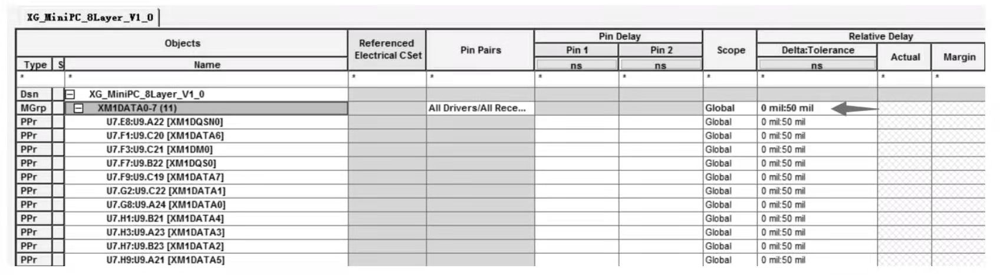 XG_MiniPC_8Layer_V1_0
Objects Referenced Electrical CSet Pin Pairs Pin Delay Scope Relative Delay
Pin 1 Pin 2 Delta:Tolerance Actual Margin
Type S Name ns ns ns
* * * * * * * * * *
Dsn XG_MiniPC_8Layer_V1_0
MGrp XM1DATA0-7 (11) All Drivers/All Rece... Global 0 mil:50 mil
PPr U7.E8:U9.A22 [XM1DQSN0] Global 0 mil:50 mil
PPr U7.F1:U9.C20 [XM1DATA6] Global 0 mil:50 mil
PPr U7.F3:U9.C21 [XM1DM0] Global 0 mil:50 mil
PPr U7.F7:U9.B22 [XM1DQS0] Global 0 mil:50 mil
PPr U7.F9:U9.C19 [XM1DATA7] Global 0 mil:50 mil
PPr U7.G2:U9.C22 [XM1DATA1] Global 0 mil:50 mil
PPr U7.G8:U9.A24 [XM1DATA0] Global 0 mil:50 mil
PPr U7.H1:U9.B21 [XM1DATA4] Global 0 mil:50 mil
PPr U7.H3:U9.A23 [XM1DATA3] Global 0 mil:50 mil
PPr U7.H7:U9.B23 [XM1DATA2] Global 0 mil:50 mil
PPr U7.H9:U9.A21 [XM1DATA5] Global 0 mil:50 mil